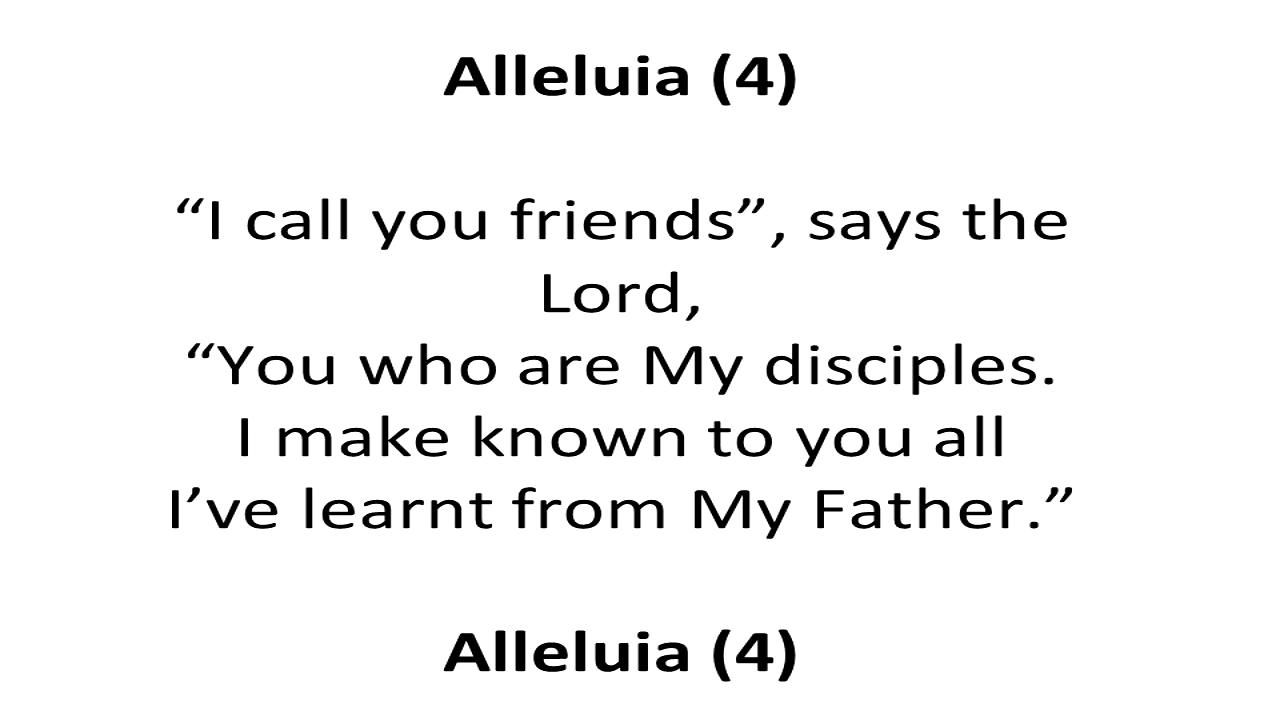 Alleluia (4)
“I call you friends”, says the
Lord,
“You who are My disciples.
I make known to you all
I’ve learnt from My Father.”
Alleluia (4)